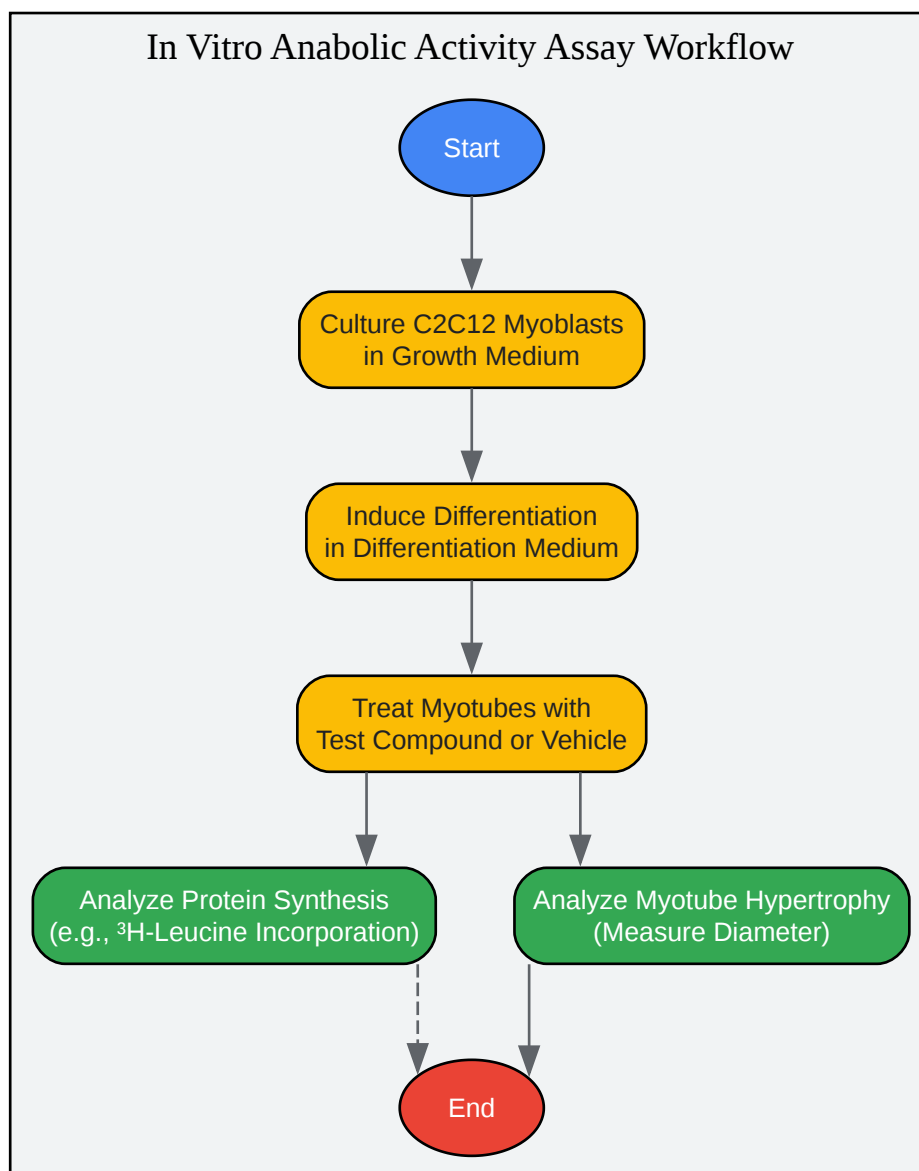 In Vitro Anabolic Activity Assay Workflow
Start
Culture C2C12 Myoblasts
in Growth Medium
Induce Differentiation
in Differentiation Medium
Treat Myotubes with
Test Compound or Vehicle
Analyze Protein Synthesis
(e.g., ³H-Leucine Incorporation)
Analyze Myotube Hypertrophy
(Measure Diameter)
End